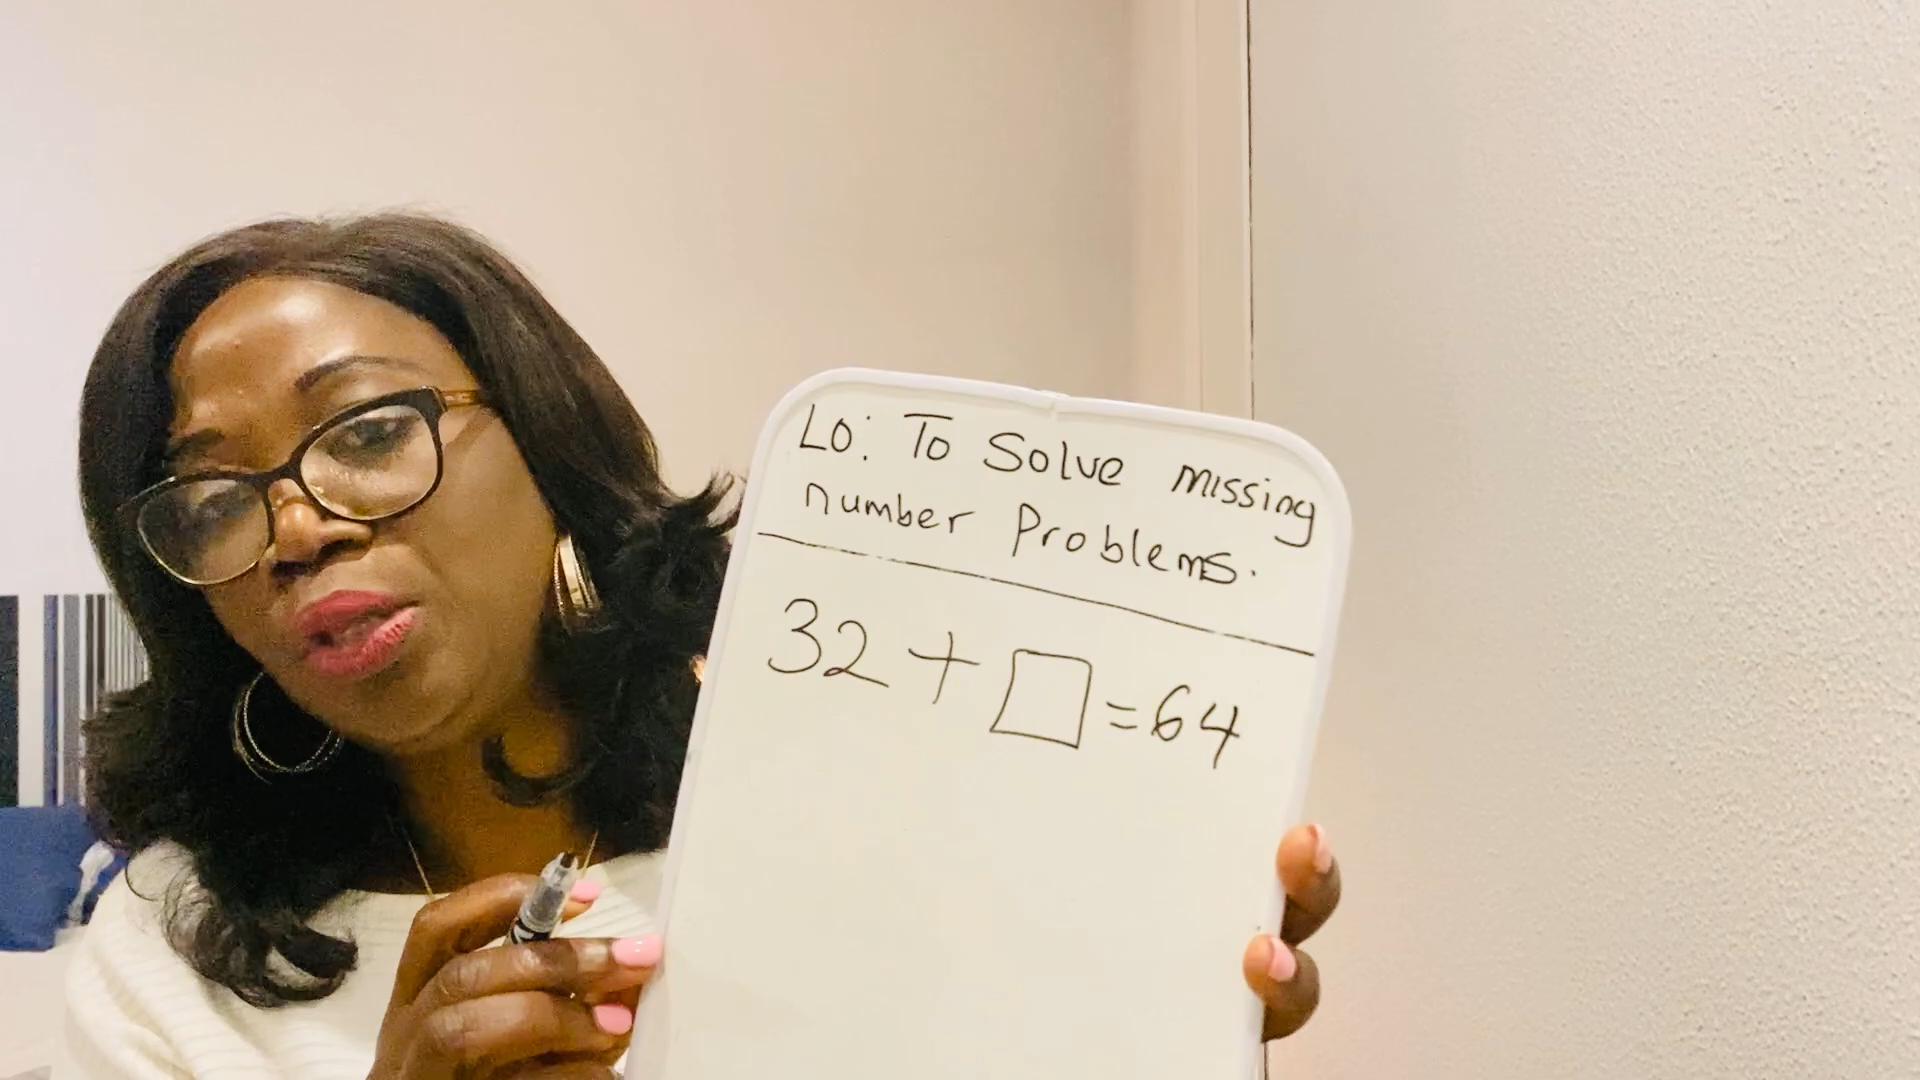 LO: To Solve missing
number Problems.
32 + □ = 64